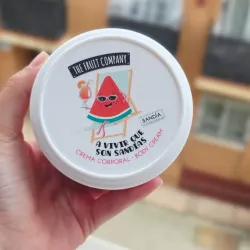 THE FRUIT COMPANY
SANDÍA
A VIVIR QUE
SON SANDÍAS
CREMA CORPORAL - BODY CREAM